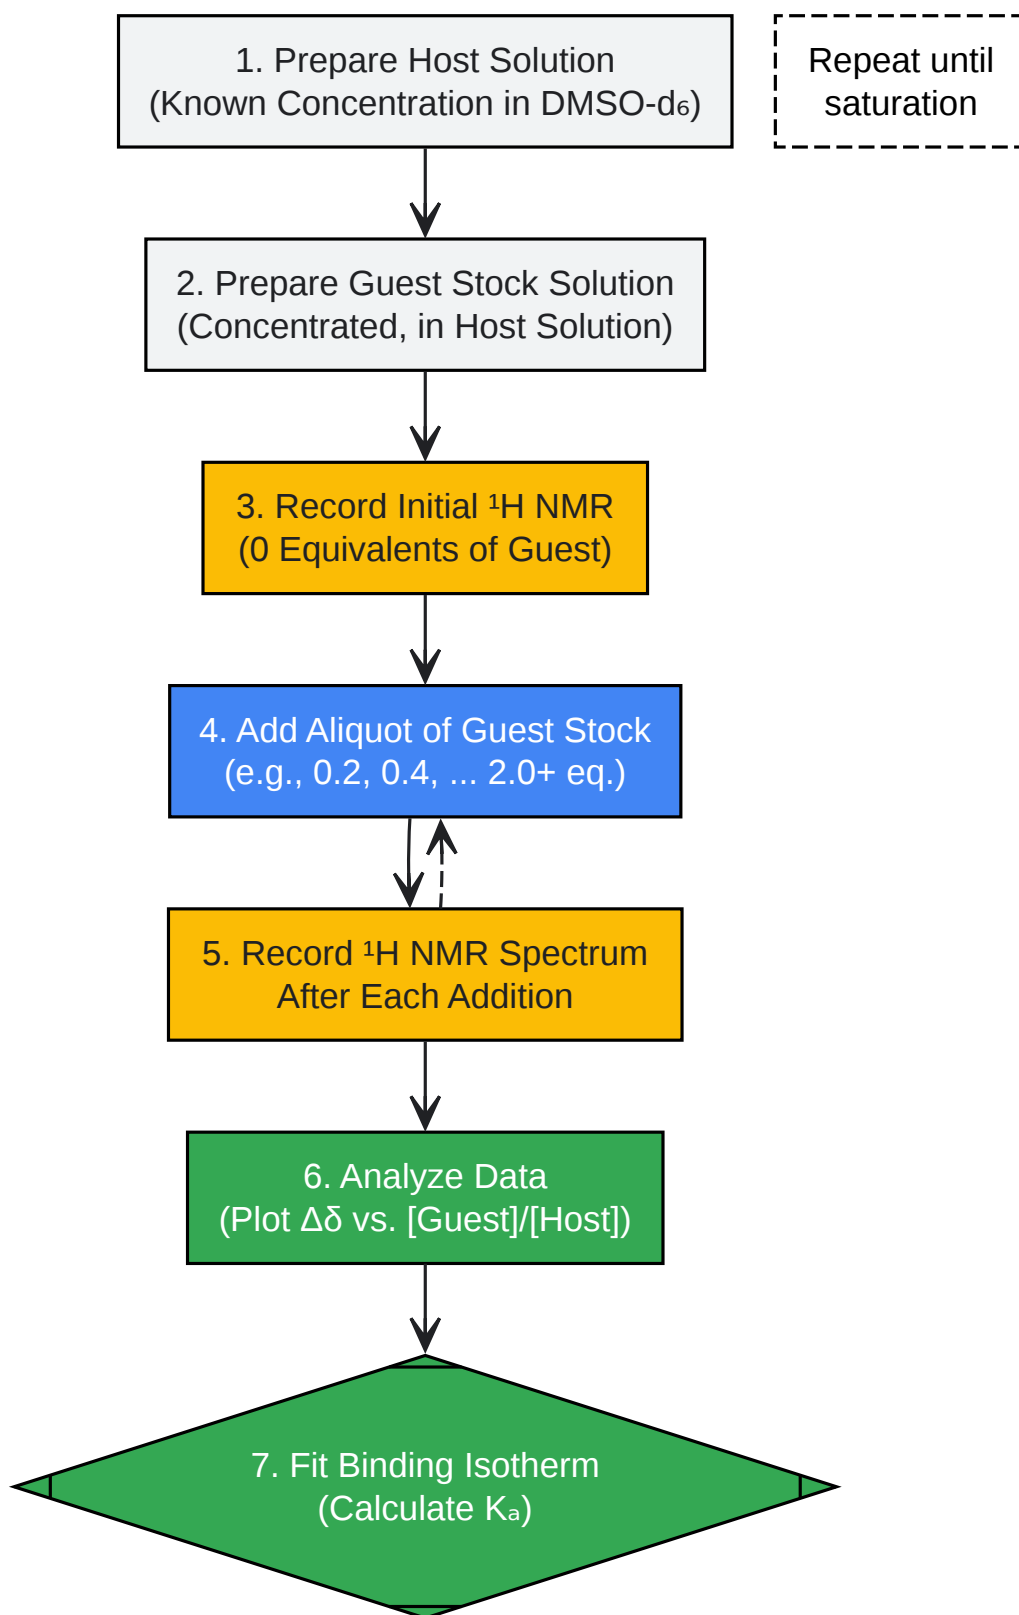 1. Prepare Host Solution
(Known Concentration in DMSO-d₆)
Repeat until
saturation
2. Prepare Guest Stock Solution
(Concentrated, in Host Solution)
3. Record Initial ¹H NMR
(0 Equivalents of Guest)
4. Add Aliquot of Guest Stock
(e.g., 0.2, 0.4, ... 2.0+ eq.)
5. Record ¹H NMR Spectrum
After Each Addition
6. Analyze Data
(Plot Δδ vs. [Guest]/[Host])
7. Fit Binding Isotherm
(Calculate Kₐ)